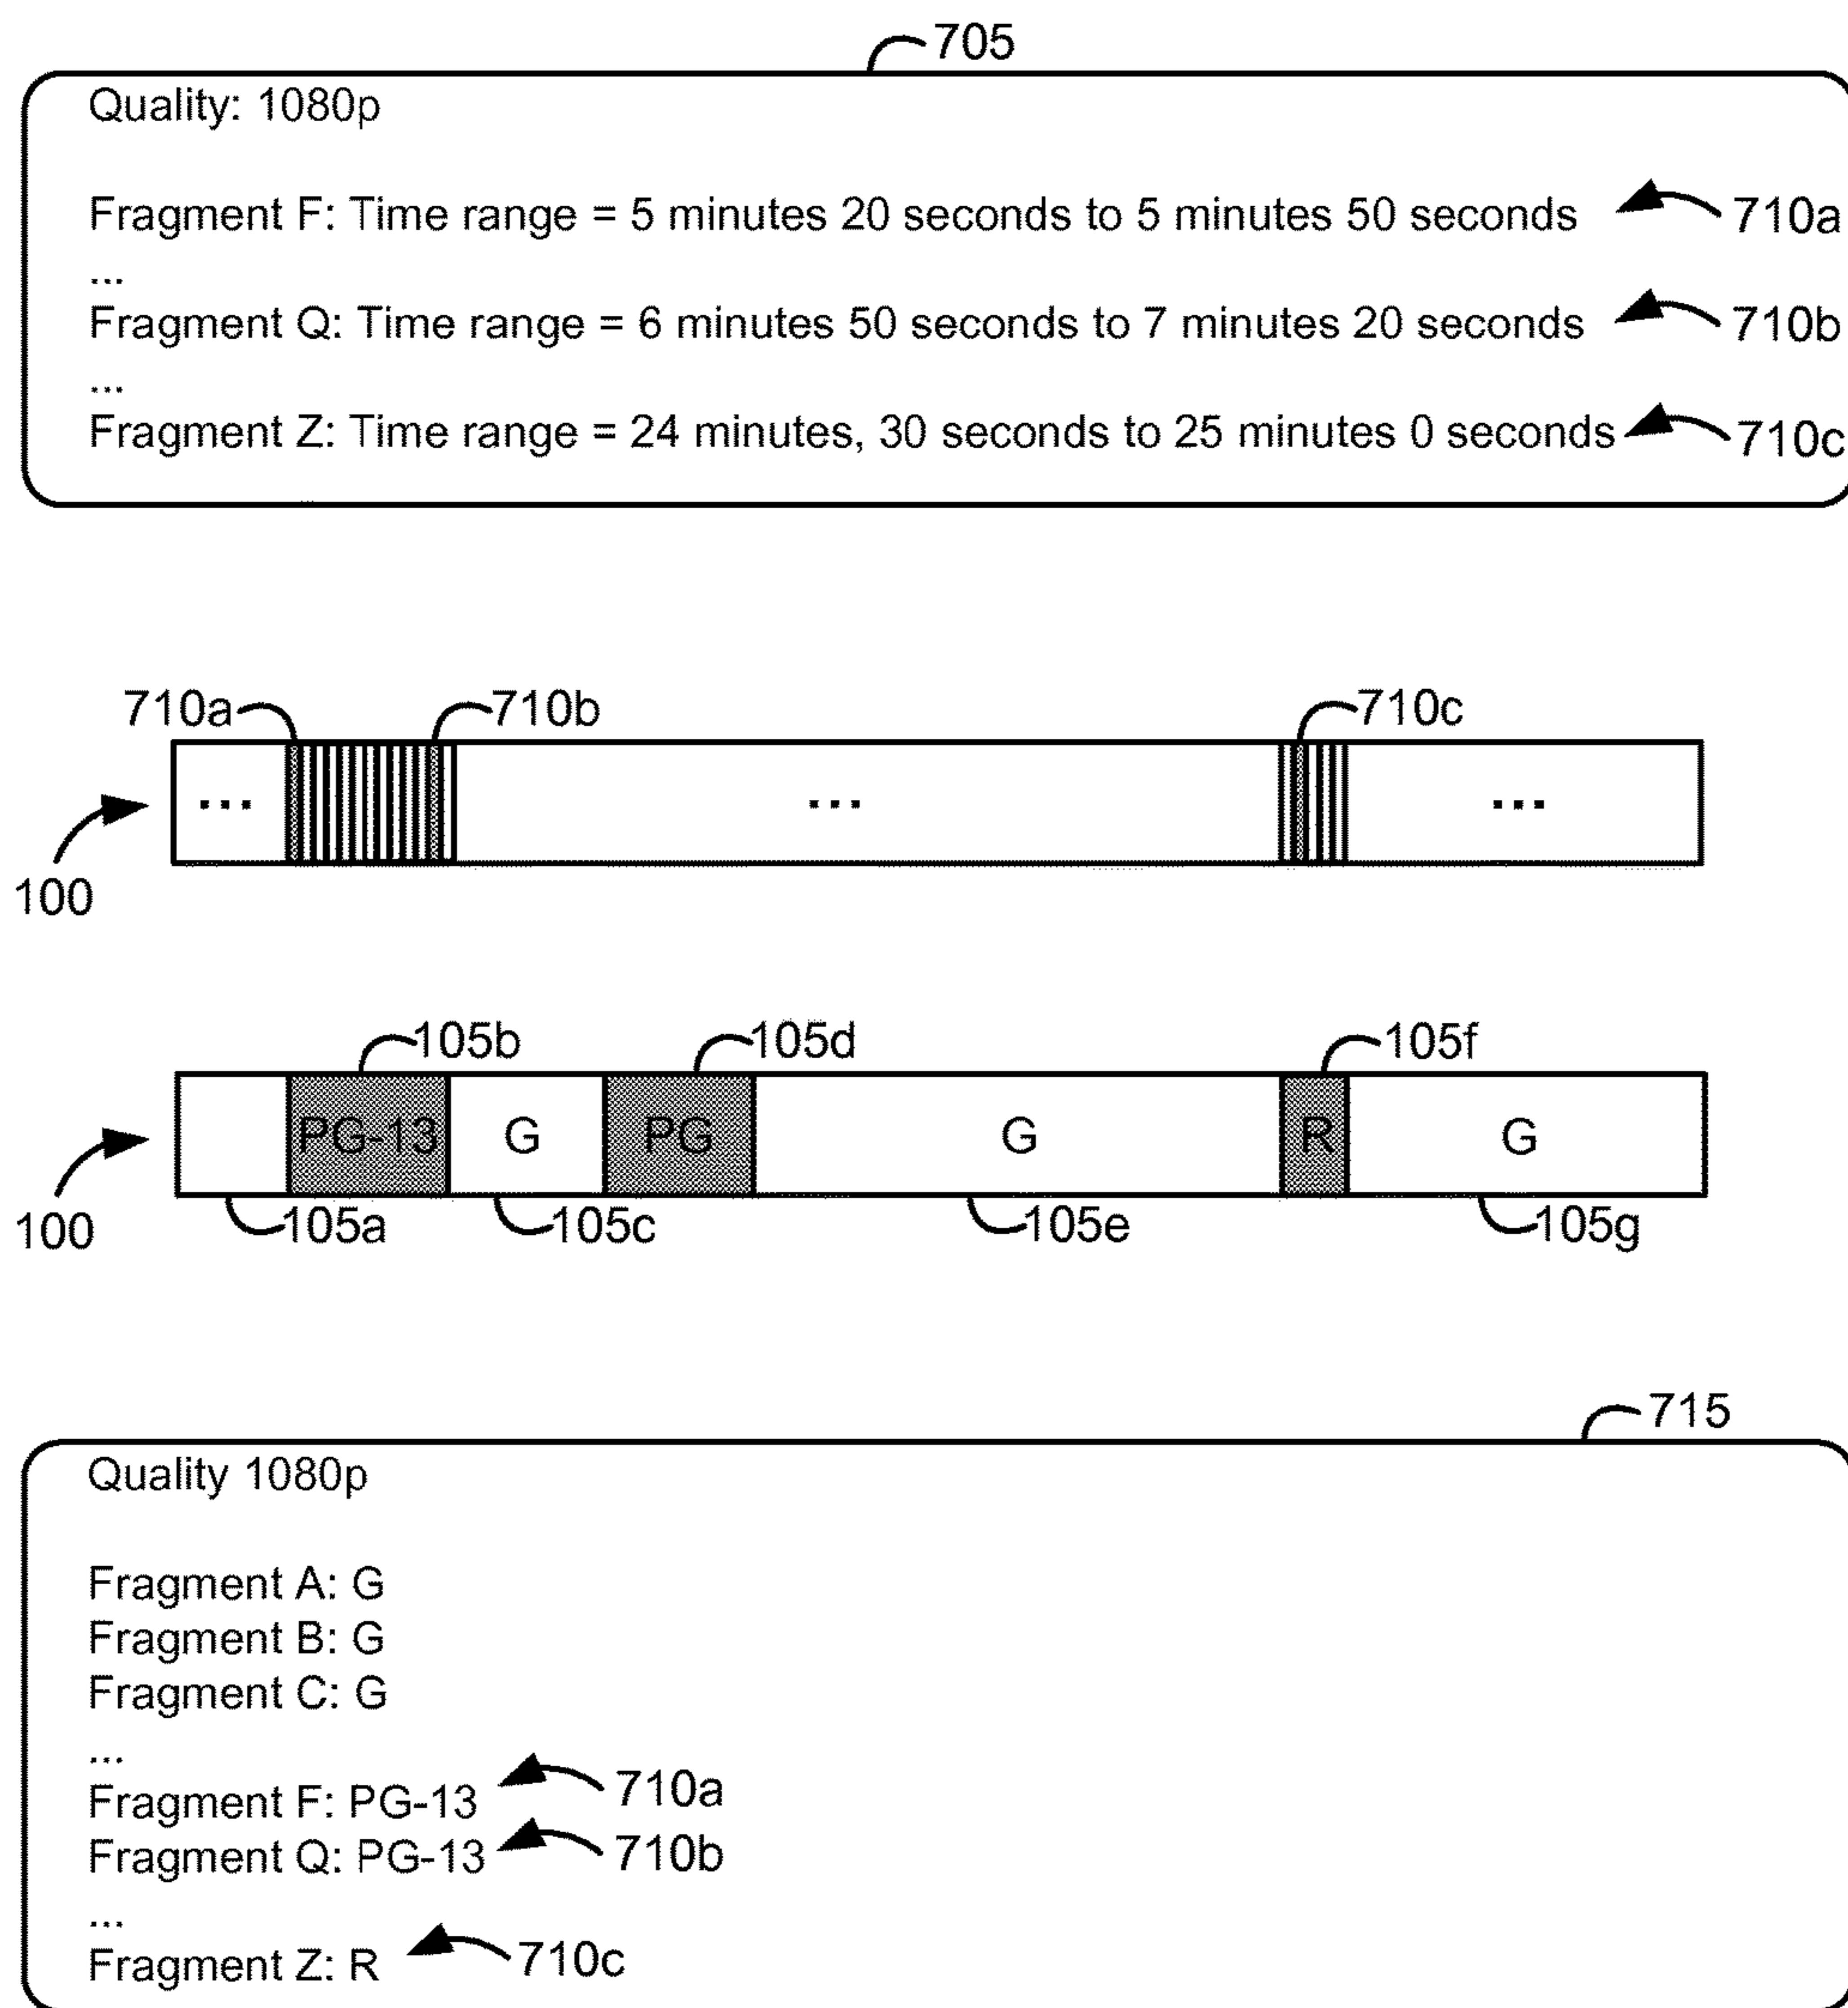 705
Quality: 1080p
Fragment F: Time range = 5 minutes 20 seconds to 5 minutes 50 seconds 710a
...
Fragment Q: Time range = 6 minutes 50 seconds to 7 minutes 20 seconds 710b
...
Fragment Z: Time range = 24 minutes, 30 seconds to 25 minutes 0 seconds 710c
710a 710b 710c
... ... ...
100
105b 105d 105f
PG-13 G PG G R G
100 105a 105c 105e 105g
715
Quality 1080p
Fragment A: G
Fragment B: G
Fragment C: G
...
Fragment F: PG-13 710a
Fragment Q: PG-13 710b
...
Fragment Z: R 710c